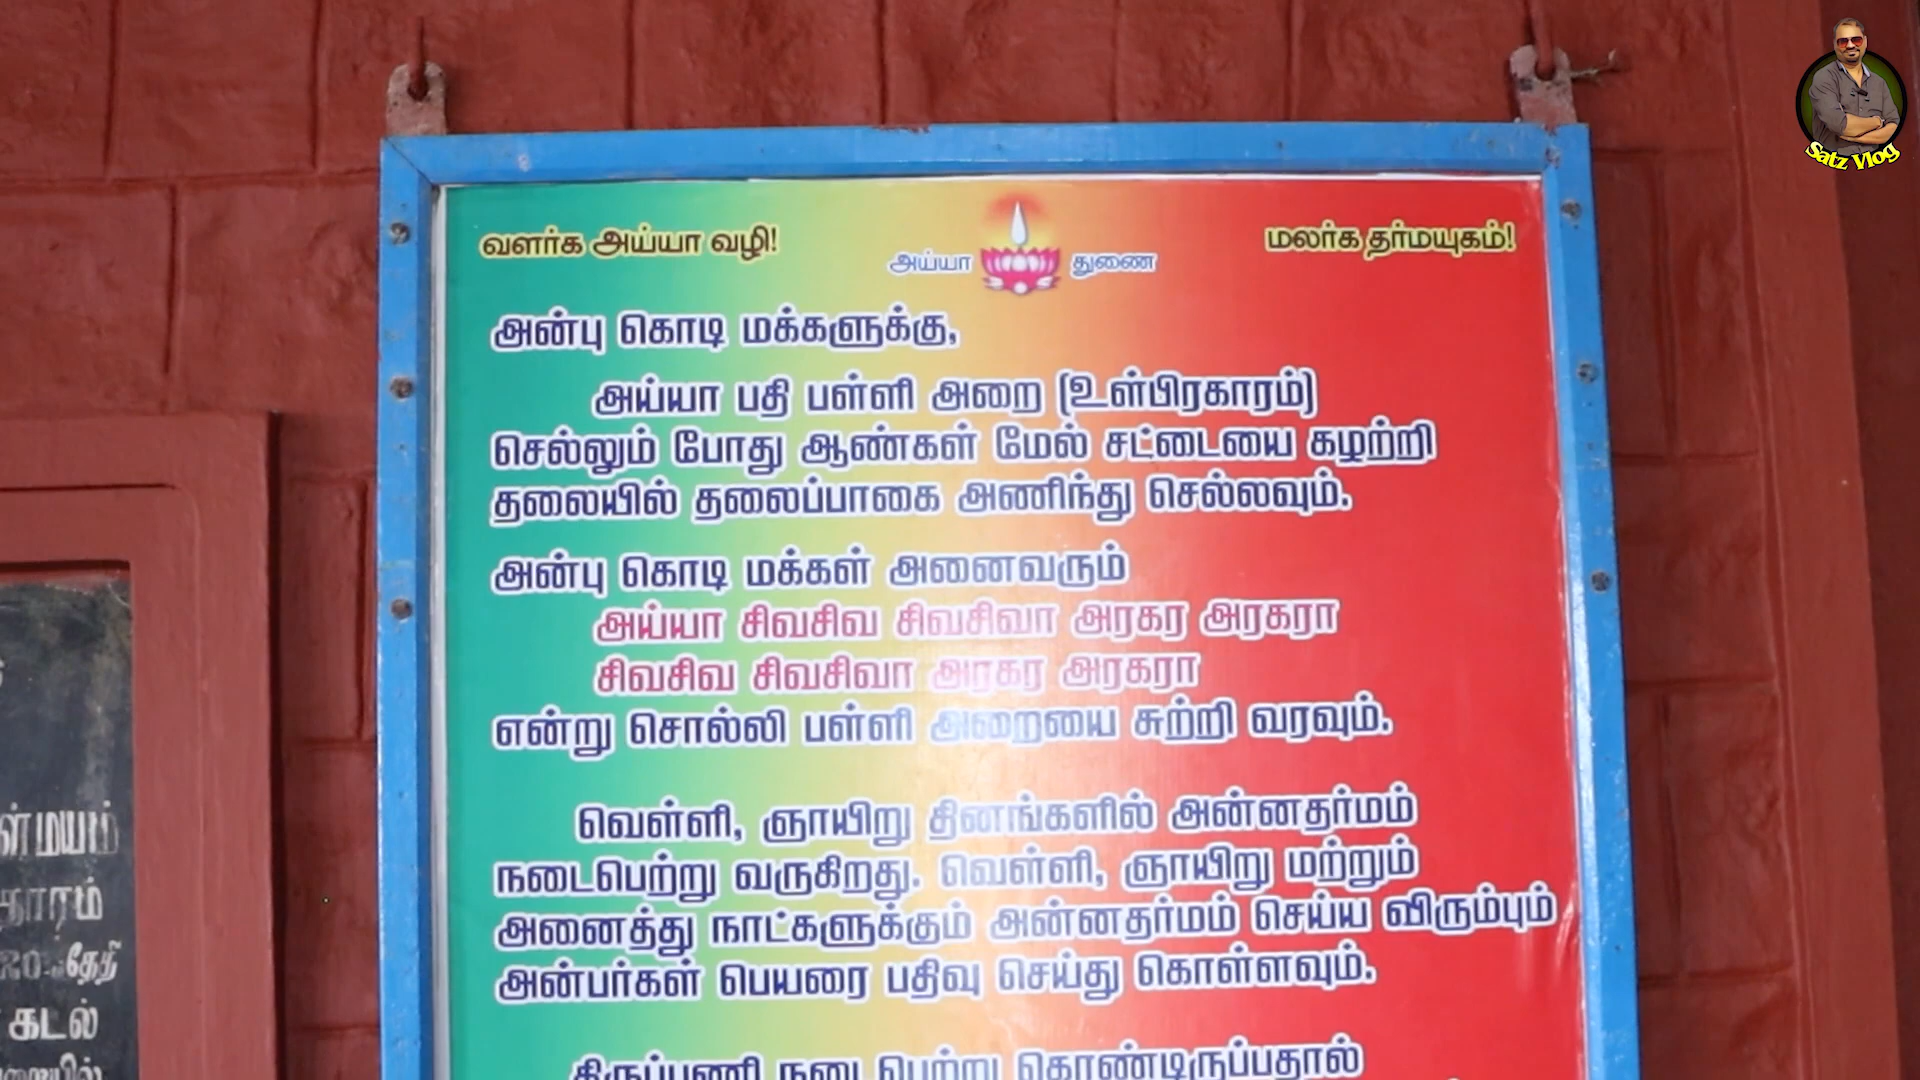 Satz Vlog
வளர்க அய்யா வழி!
மலர்க தர்மயுகம்!
அய்யா துணை
அன்பு கொடி மக்களுக்கு,
அய்யா பதி பள்ளி அறை (உள்பிரகாரம்)
செல்லும் போது ஆண்கள் மேல் சட்டையை கழற்றி
தலையில் தலைப்பாகை அணிந்து செல்லவும்.
அன்பு கொடி மக்கள் அனைவரும்
அய்யா சிவசிவ சிவசிவா அரகர அரகரா
சிவசிவ சிவசிவா அரகர அரகரா
என்று சொல்லி பள்ளி அறையை சுற்றி வரவும்.
வெள்ளி, ஞாயிறு தினங்களில் அன்னதர்மம்
நடைபெற்று வருகிறது. வெள்ளி, ஞாயிறு மற்றும்
அனைத்து நாட்களுக்கும் அன்னதர்மம் செய்ய விரும்பும்
அன்பர்கள் பெயரை பதிவு செய்து கொள்ளவும்.
திருப்பணி நடை பெற்று கொண்டிருப்பதால்
தேதி
கடல்